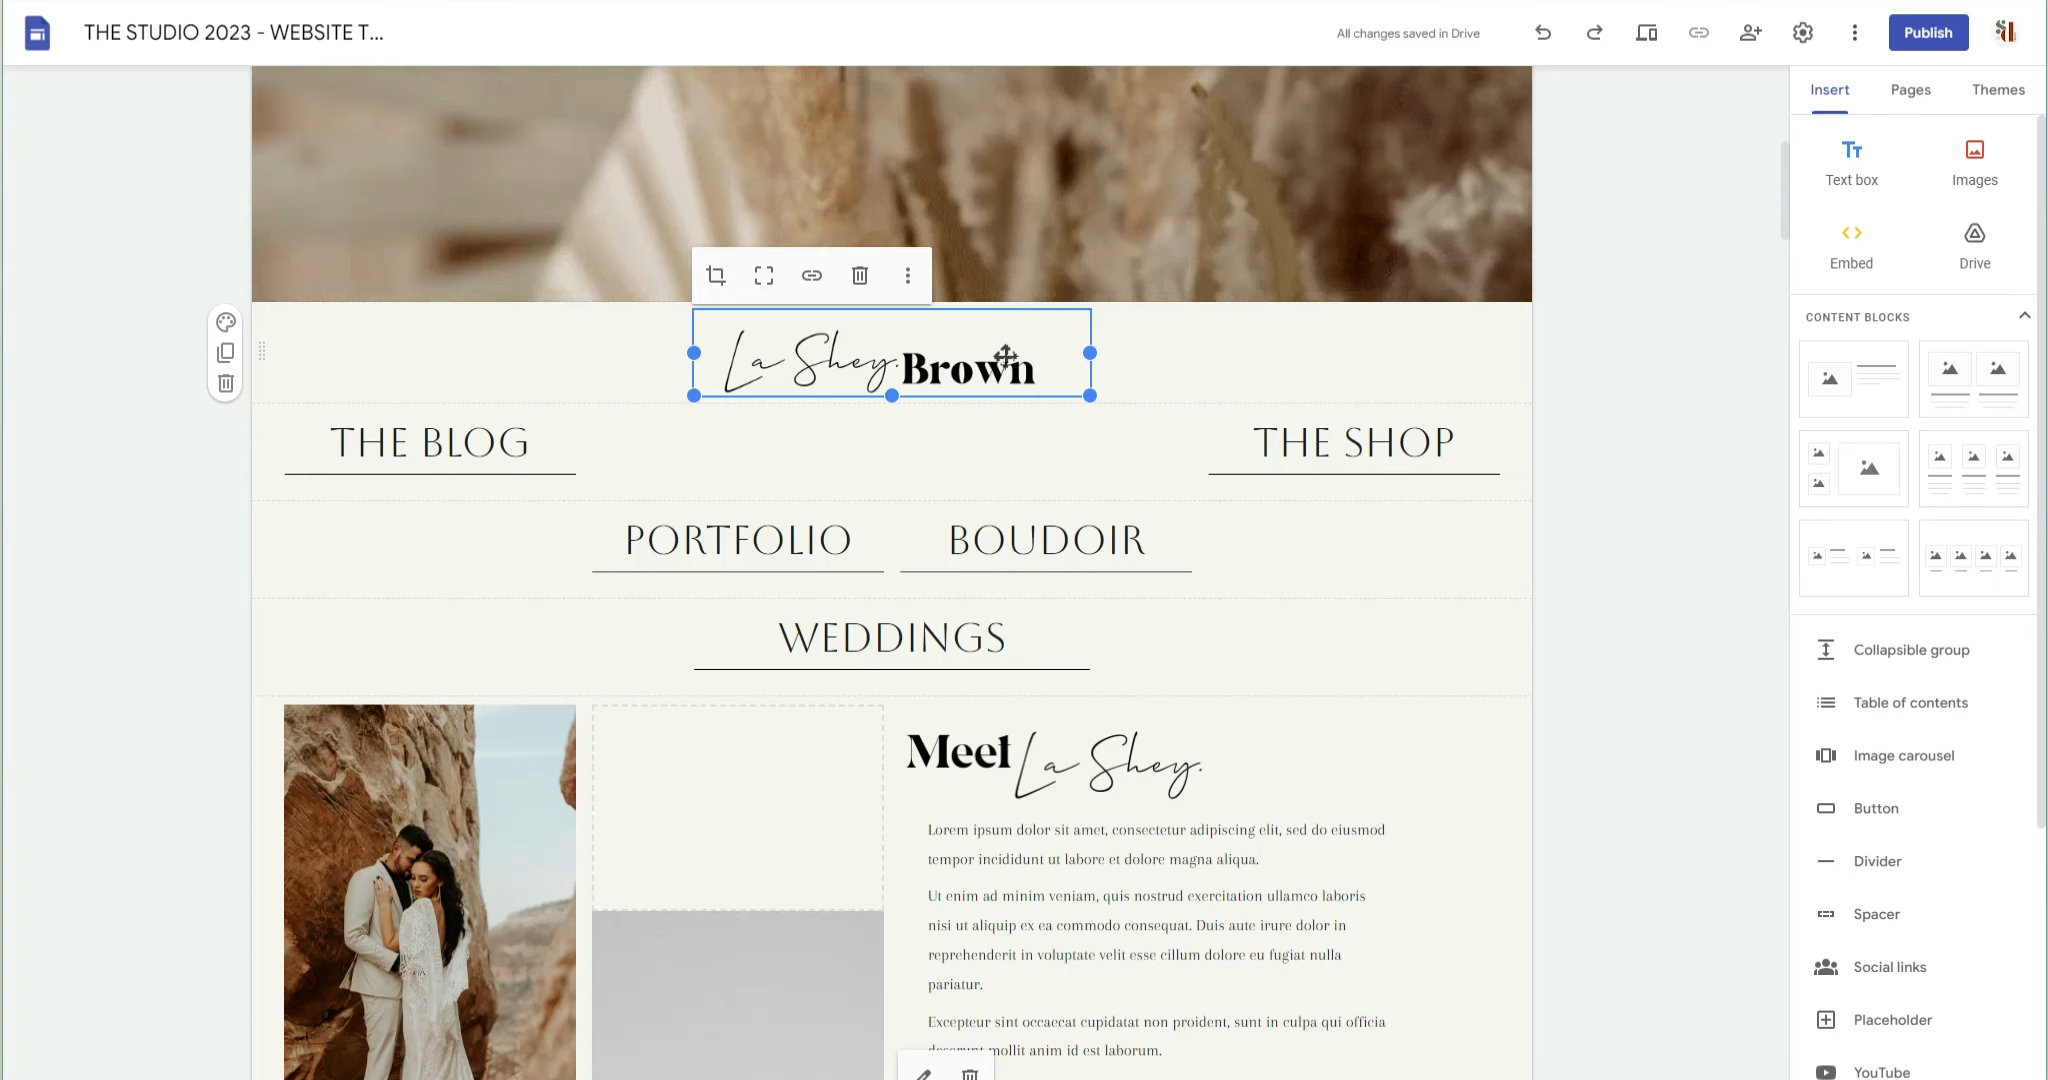 THE STUDIO 2023 - WEBSITE T...
All changes saved in Drive
Publish
Insert
Pages
Themes
Text box
Images
Embed
Drive
CONTENT BLOCKS
La Shey. Brown
THE BLOG
THE SHOP
PORTFOLIO
BOUDOIR
WEDDINGS
Meet La Shey.
Lorem ipsum dolor sit amet, consectetur adipiscing elit, sed do eiusmod
tempor incididunt ut labore et dolore magna aliqua.
Ut enim ad minim veniam, quis nostrud exercitation ullamco laboris
nisi ut aliquip ex ea commodo consequat. Duis aute irure dolor in
reprehenderit in voluptate velit esse cillum dolore eu fugiat nulla
pariatur.
Excepteur sint occaecat cupidatat non proident, sunt in culpa qui officia
deserunt mollit anim id est laborum.
Collapsible group
Table of contents
Image carousel
Button
Divider
Spacer
Social links
Placeholder
YouTube